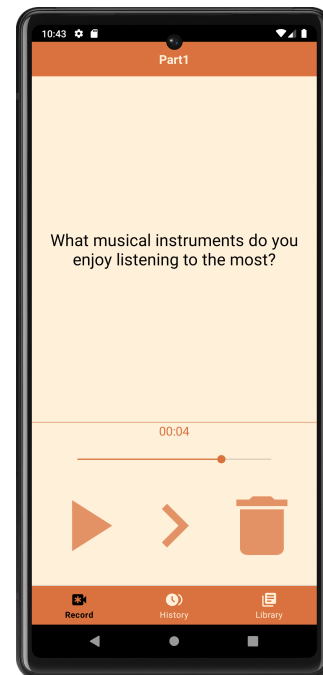 10:43
Part1
What musical instruments do you
enjoy listening to the most?
00:04
Record
History
Library